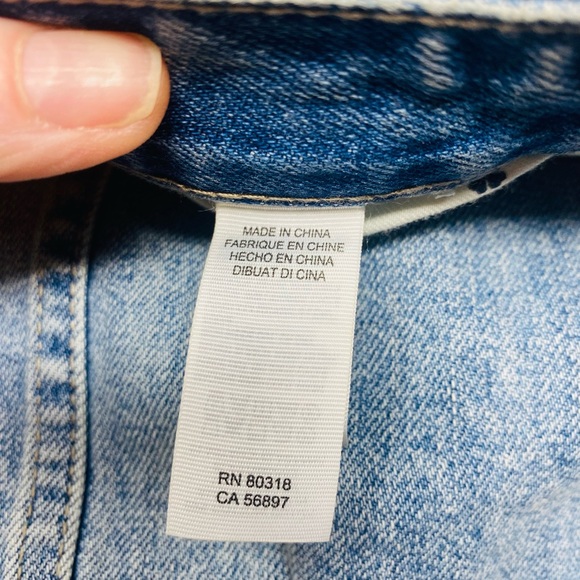 MADE IN CHINA
FABRIQUE EN CHINE
HECHO EN CHINA
DIBUAT DI CINA
RN 80318
CA 56897